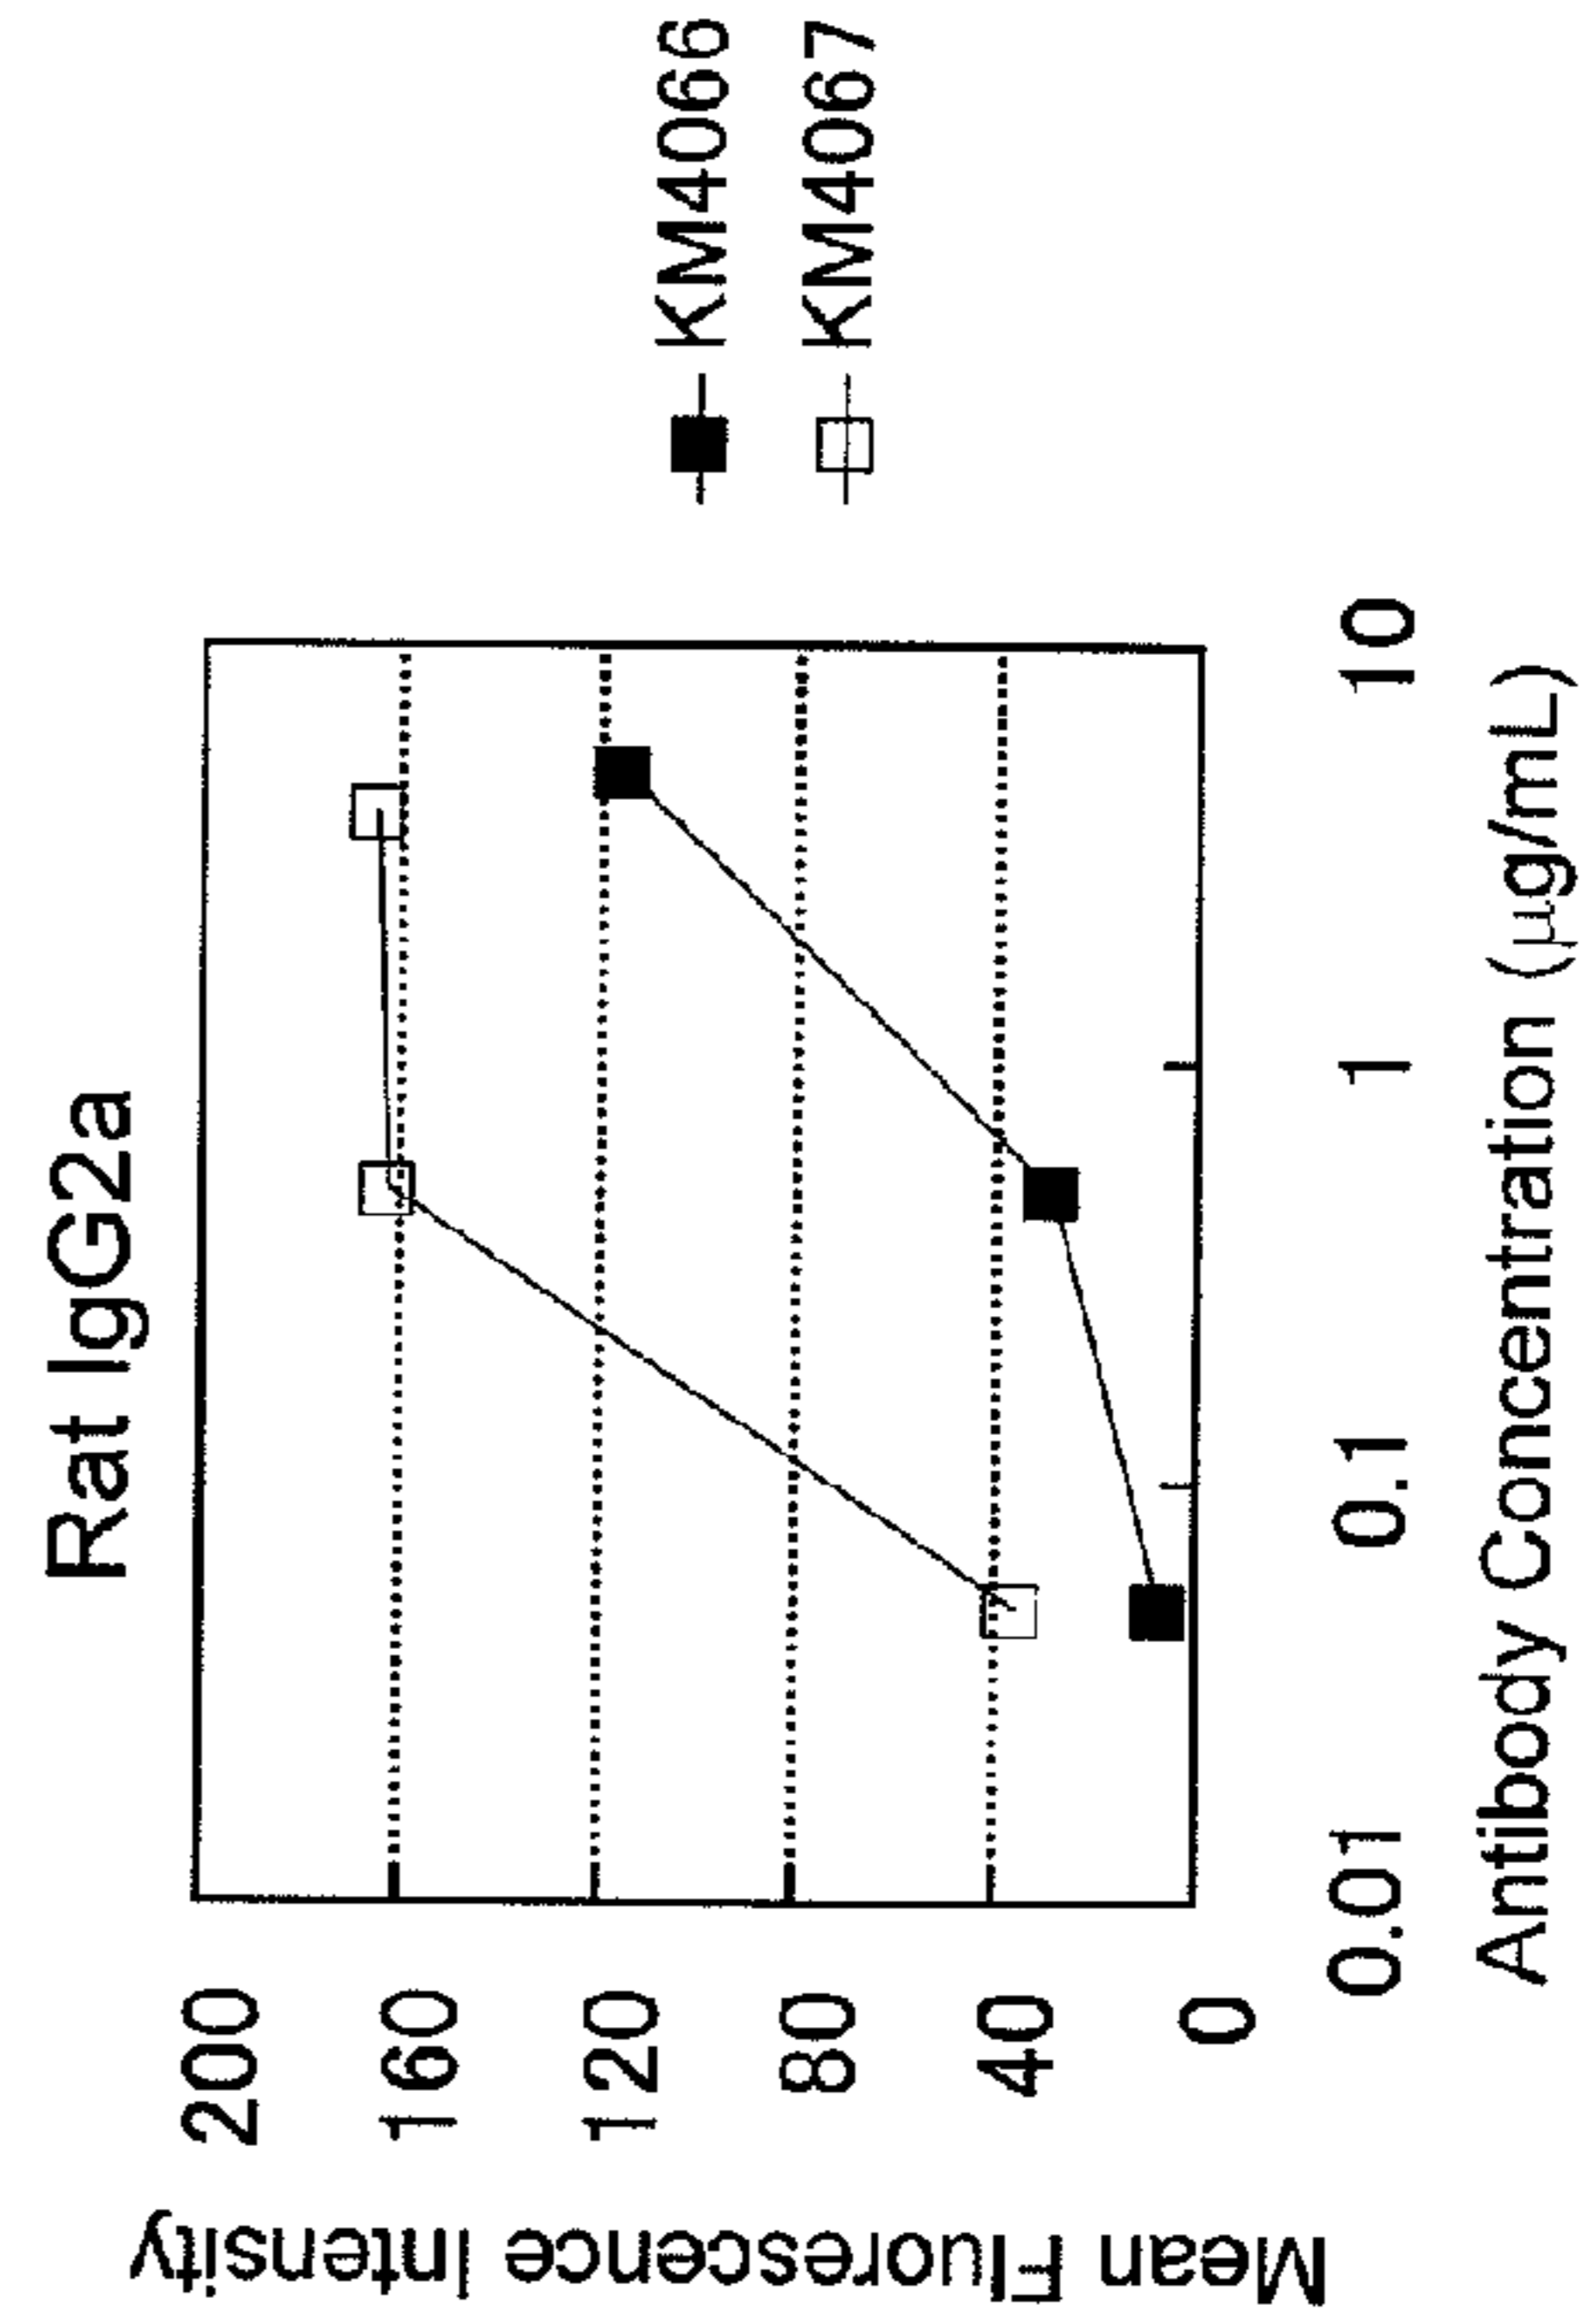 Rat IgG2a
Mean Fluorescence Intensity
200
160
120
80
40
0
0.01
0.1
1
10
Antibody Concentration (μg/mL)
KM4066
KM4067